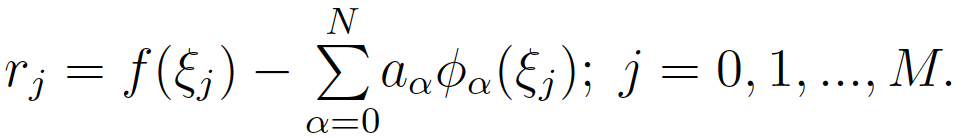 $r_j = f(\xi_j) - \sum_{\alpha=0}^{N} a_\alpha \phi_\alpha(\xi_j); \; j = 0, 1, ..., M.$